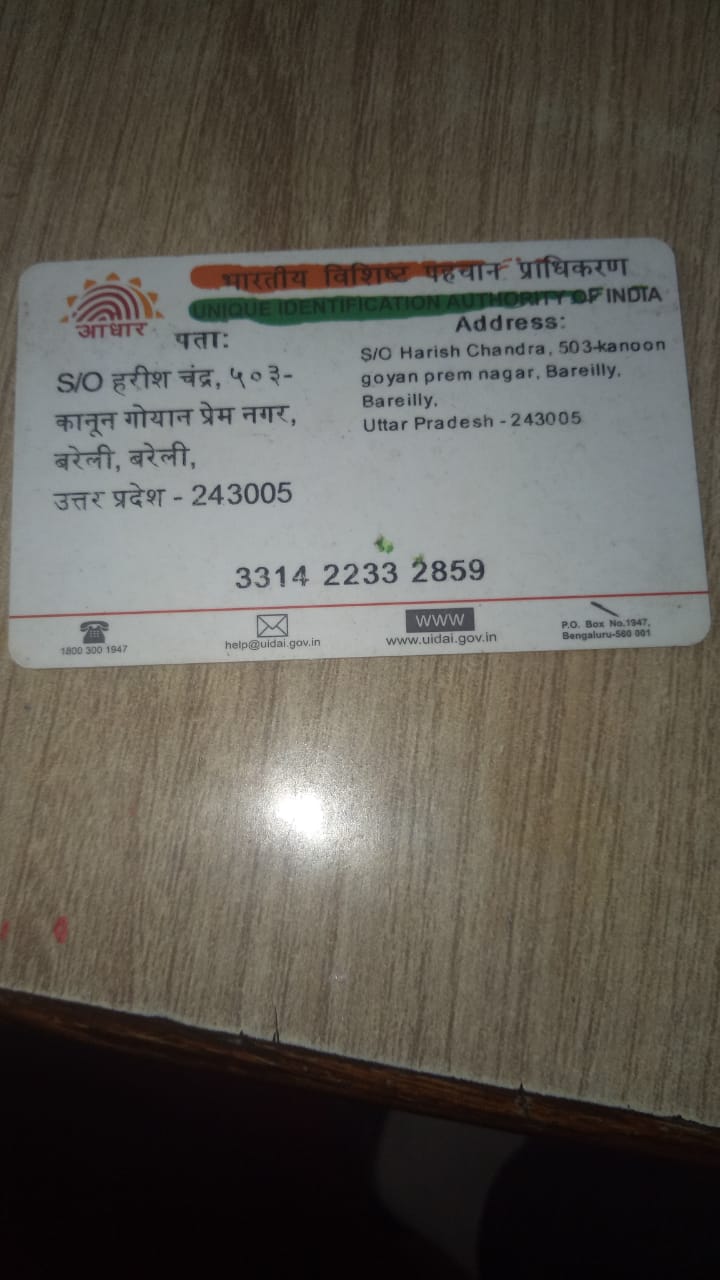 भारतीय विशिष्ट पहचान प्राधिकरण
UNIQUE IDENTIFICATION AUTHORITY OF INDIA
आधार
पता:
S/O हरीश चंद्र, ५०३-
कानून गोयान प्रेम नगर,
बरेली, बरेली,
उत्तर प्रदेश - 243005
Address:
S/O Harish Chandra, 503-kanoon
goyan prem nagar, Bareilly,
Bareilly,
Uttar Pradesh - 243005
3314 2233 2859
1800 300 1947
help@uidai.gov.in
WWW
www.uidai.gov.in
P.O. Box No.1947,
Bengaluru-560 001